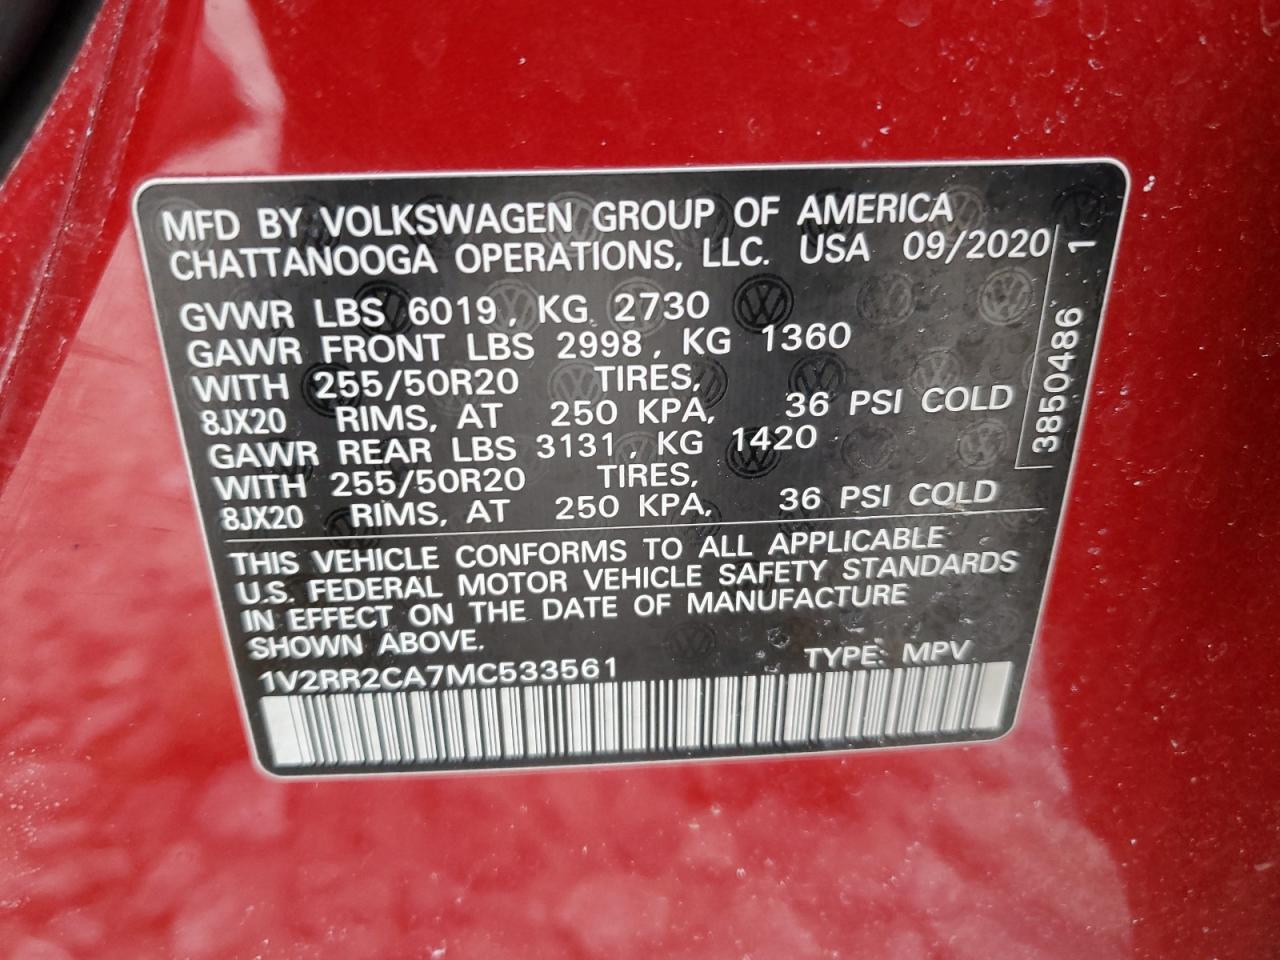 MFD BY VOLKSWAGEN GROUP OF AMERICA
CHATTANOOGA OPERATIONS, LLC. USA 09/2020
GVWR LBS 6019, KG 2730
GAWR FRONT LBS 2998, KG 1360
WITH 255/50R20 TIRES,
8JX20 RIMS, AT 250 KPA, 36 PSI COLD
GAWR REAR LBS 3131, KG 1420
WITH 255/50R20 TIRES,
8JX20 RIMS, AT 250 KPA, 36 PSI COLD
THIS VEHICLE CONFORMS TO ALL APPLICABLE
U.S. FEDERAL MOTOR VEHICLE SAFETY STANDARDS
IN EFFECT ON THE DATE OF MANUFACTURE
SHOWN ABOVE.
1V2RR2CA7MC533561 TYPE: MPV
3850486 1